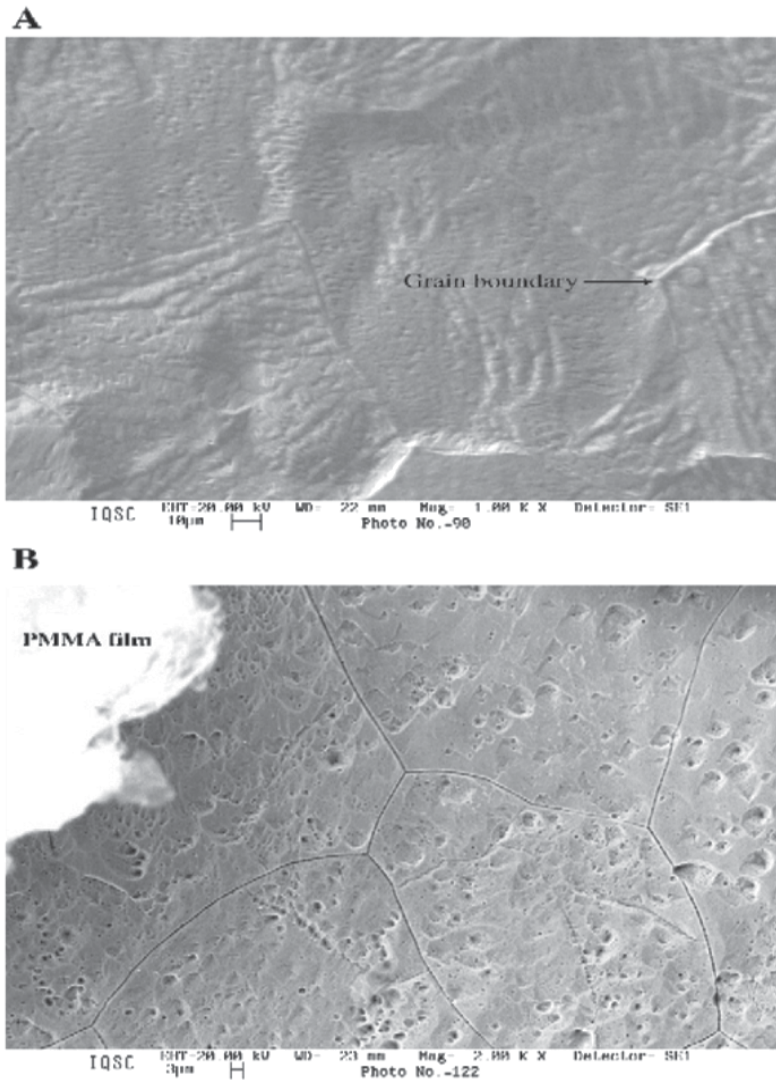 A
Grain boundary
IQSC EHT=20.00 kV WD= 22 mm Mag= 1.00 K X Detector= SE1
10µm Photo No.=90
B
PMMA film
IQSC EHT=20.00 kV WD= 23 mm Mag= 2.00 K X Detector= SE1
3µm Photo No.=122